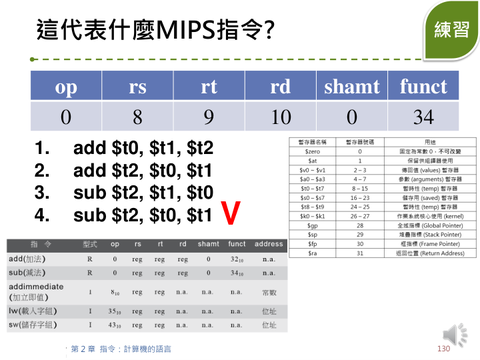 這代表什麼MIPS指令?
練習
op rs rt rd shamt funct
0 8 9 10 0 34
1. add $t0, $t1, $t2
2. add $t2, $t0, $t1
3. sub $t2, $t1, $t0
4. sub $t2, $t0, $t1 V
暫存器名稱 暫存器號碼 用途
$zero 0 固定為常數 0，不可改變
$at 1 保留供組譯器使用
$v0 – $v1 2 – 3 傳回值 (values) 暫存器
$a0 – $a3 4 – 7 參數 (arguments) 暫存器
$t0 – $t7 8 – 15 暫時性 (temp) 暫存器
$s0 – $s7 16 – 23 儲存用 (saved) 暫存器
$t8 – $t9 24 – 25 暫時性 (temp) 暫存器
$k0 – $k1 26 – 27 作業系統核心使用 (kernel)
$gp 28 全域指標 (Global Pointer)
$sp 29 堆疊指標 (Stack Pointer)
$fp 30 框指標 (Frame Pointer)
$ra 31 返回位置 (Return Address)
指 令 型式 op rs rt rd shamt funct address
add(加法) R 0 reg reg reg 0 32₁₀ n.a.
sub(減法) R 0 reg reg reg 0 34₁₀ n.a.
addimmediate
(加立即值) I 8₁₀ reg reg n.a. n.a. n.a. 常數
lw(載入字組) I 35₁₀ reg reg n.a. n.a. n.a. 位址
sw(儲存字組) I 43₁₀ reg reg n.a. n.a. n.a. 位址
第 2 章 指令：計算機的語言
130